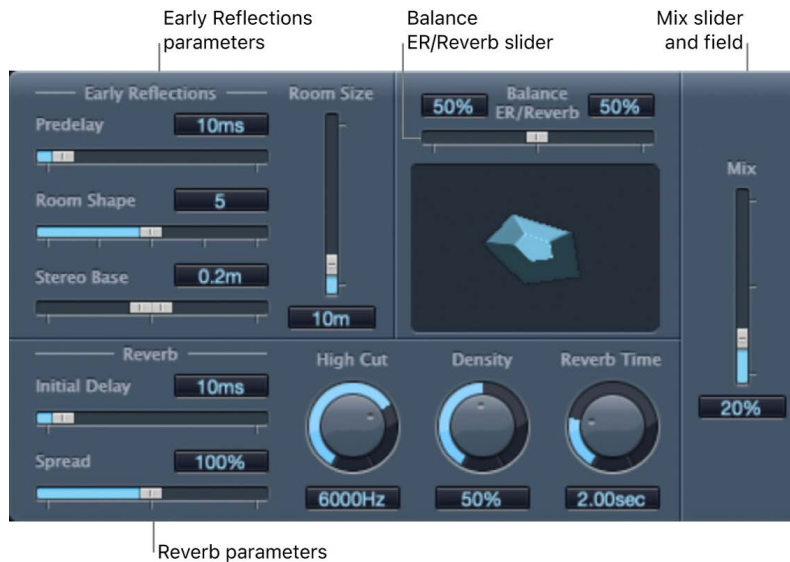 Early Reflections
parameters
Balance
ER/Reverb slider
Mix slider
and field
Early Reflections
Predelay
10ms
Room Shape
5
Stereo Base
0.2m
Room Size
10m
50%
Balance
ER/Reverb
50%
Mix
20%
Reverb
Initial Delay
10ms
Spread
100%
High Cut
6000Hz
Density
50%
Reverb Time
2.00sec
Reverb parameters